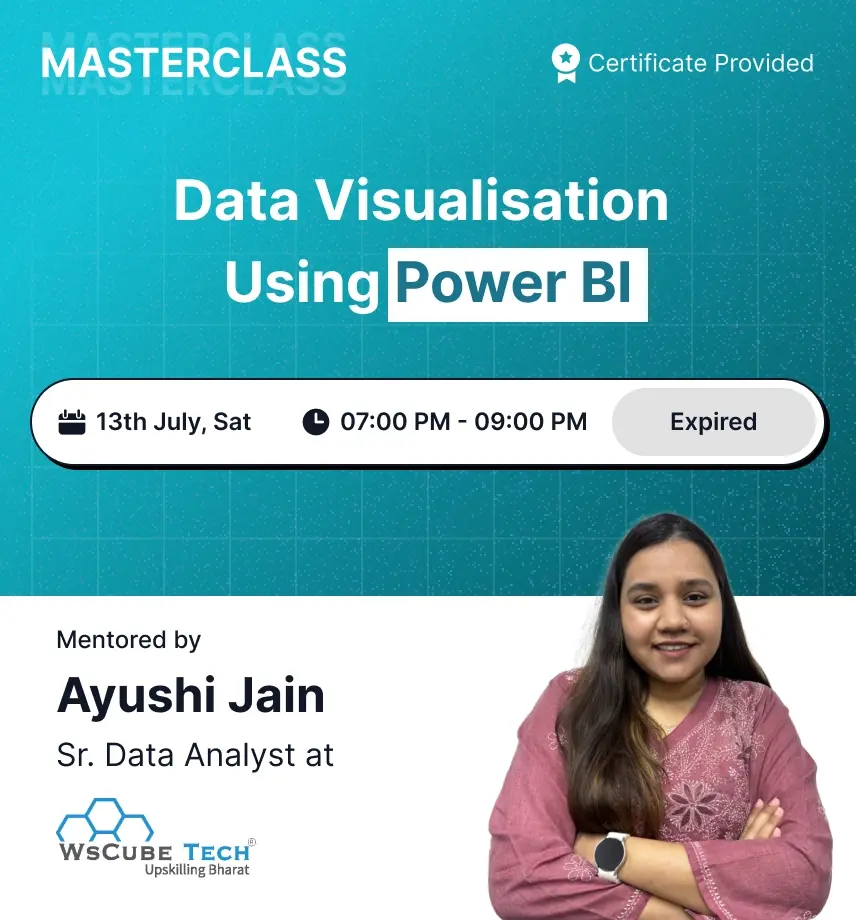 MASTERCLASS
Certificate Provided
Data Visualisation
Using Power BI
13th July, Sat 07:00 PM - 09:00 PM Expired
Mentored by
Ayushi Jain
Sr. Data Analyst at
WSCUBE TECH®
Upskilling Bharat